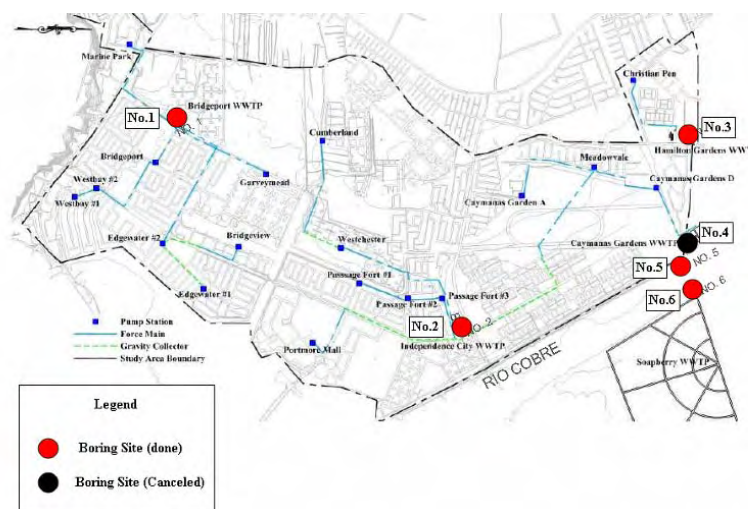 Marine Park
Christian Pen
No.1
Bridgeport WWTP
Cumberland
No.3
Hamilton Gardens WW
Meadowvale
Bridgeport
Garveymead
Caymanas Gardens D
Westbay #2
Westbay #1
Caymanas Garden A
Edgewater #2
Bridgeview
Westchester
Caymanas Gardens WWTP
No.4
NO. 5
No.5
Passage Fort #1
No.6
NO. 6
Edgewater #1
Passage Fort #2
Passage Fort #3
No.2
NO. 2
Independence City WWTP
Portmore Mall
RIO COBRE
Soapberry WWTP
Pump Station
Force Main
Gravity Collector
Study Area Boundary
Legend
Boring Site (done)
Boring Site (Canceled)